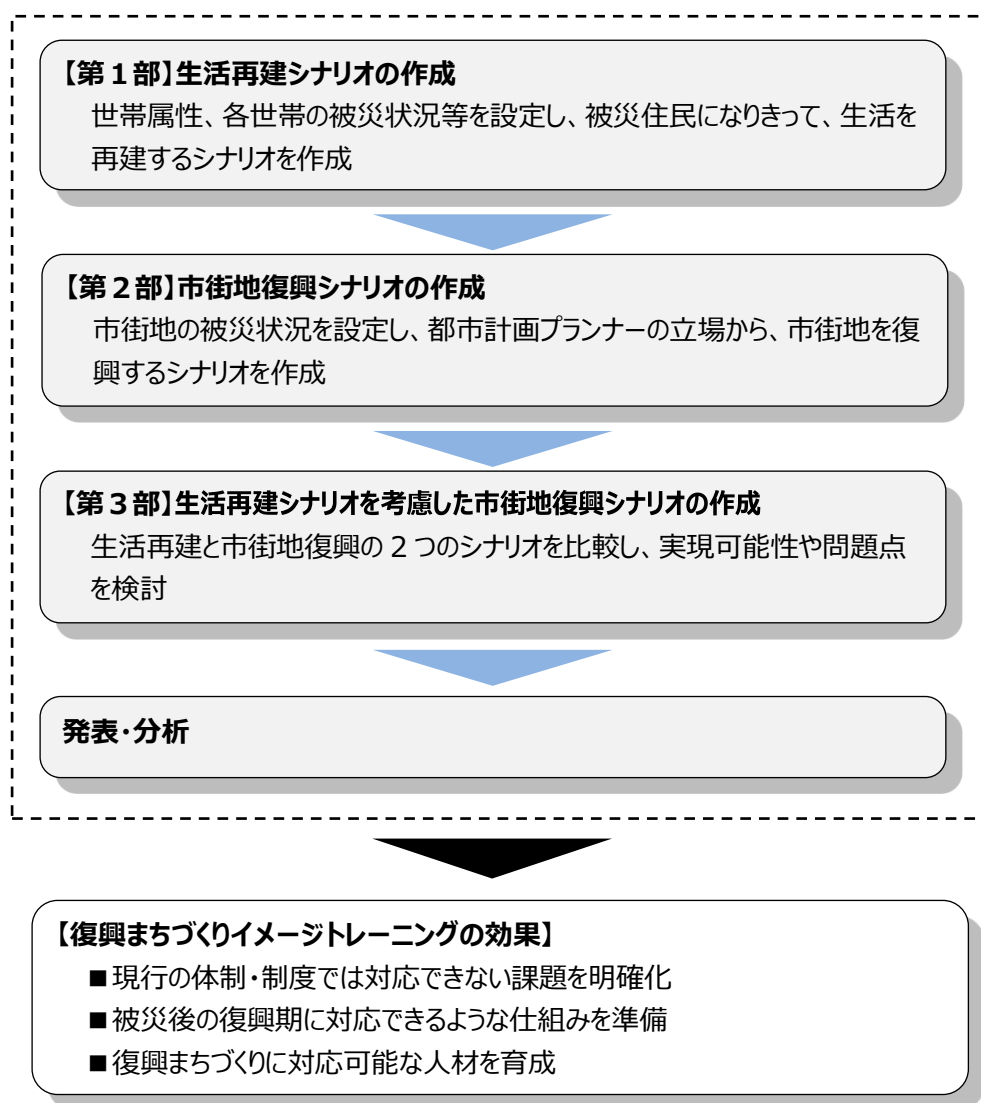 【第１部】生活再建シナリオの作成
世帯属性、各世帯の被災状況等を設定し、被災住民になりきって、生活を
再建するシナリオを作成
【第２部】市街地復興シナリオの作成
市街地の被災状況を設定し、都市計画プランナーの立場から、市街地を復
興するシナリオを作成
【第３部】生活再建シナリオを考慮した市街地復興シナリオの作成
生活再建と市街地復興の２つのシナリオを比較し、実現可能性や問題点
を検討
発表・分析
【復興まちづくりイメージトレーニングの効果】
■現行の体制・制度では対応できない課題を明確化
■被災後の復興期に対応できるような仕組みを準備
■復興まちづくりに対応可能な人材を育成